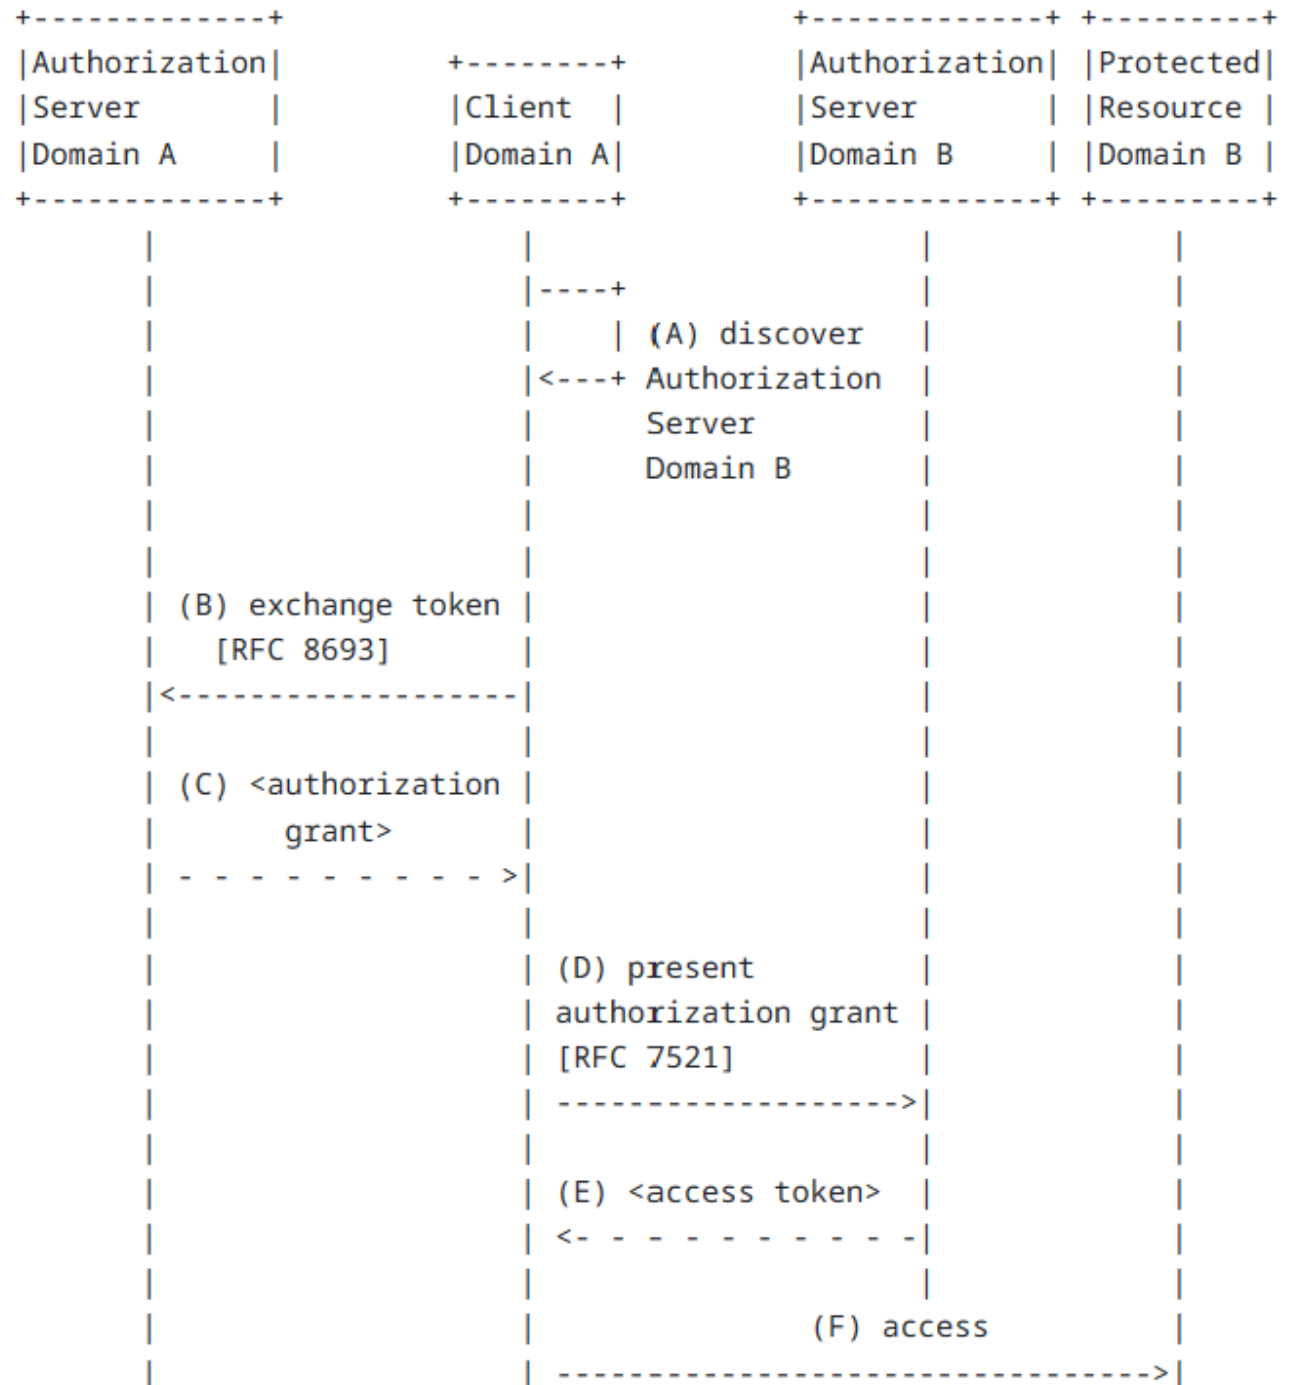 +-------------+                            +-------------+ +---------+
|Authorization|         +--------+         |Authorization| |Protected|
|Server       |         |Client  |         |Server       | |Resource |
|Domain A     |         |Domain A|         |Domain B     | |Domain B |
+-------------+         +--------+         +-------------+ +---------+
       |                    |                     |             |
       |                    |----+                |             |
       |                    |    | (A) discover   |             |
       |                    |<---+ Authorization  |             |
       |                    |      Server         |             |
       |                    |      Domain B       |             |
       |                    |                     |             |
       |                    |                     |             |
       | (B) exchange token |                     |             |
       |   [RFC 8693]       |                     |             |
       |<-------------------|                     |             |
       |                    |                     |             |
       | (C) <authorization |                     |             |
       |       grant>       |                     |             |
       | - - - - - - - - - >|                     |             |
       |                    |                     |             |
       |                    | (D) present         |             |
       |                    | authorization grant |             |
       |                    | [RFC 7521]          |             |
       |                    | ------------------->|             |
       |                    |                     |             |
       |                    | (E) <access token>  |             |
       |                    | <- - - - - - - - - -|             |
       |                    |                     |             |
       |                    |               (F) access          |
       |                    | --------------------------------->|